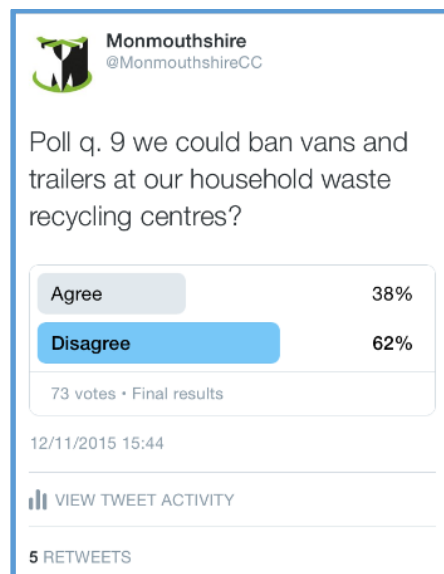 Monmouthshire
@MonmouthshireCC
Poll q. 9 we could ban vans and
trailers at our household waste
recycling centres?
Agree 38%
Disagree 62%
73 votes • Final results
12/11/2015 15:44
VIEW TWEET ACTIVITY
5 RETWEETS